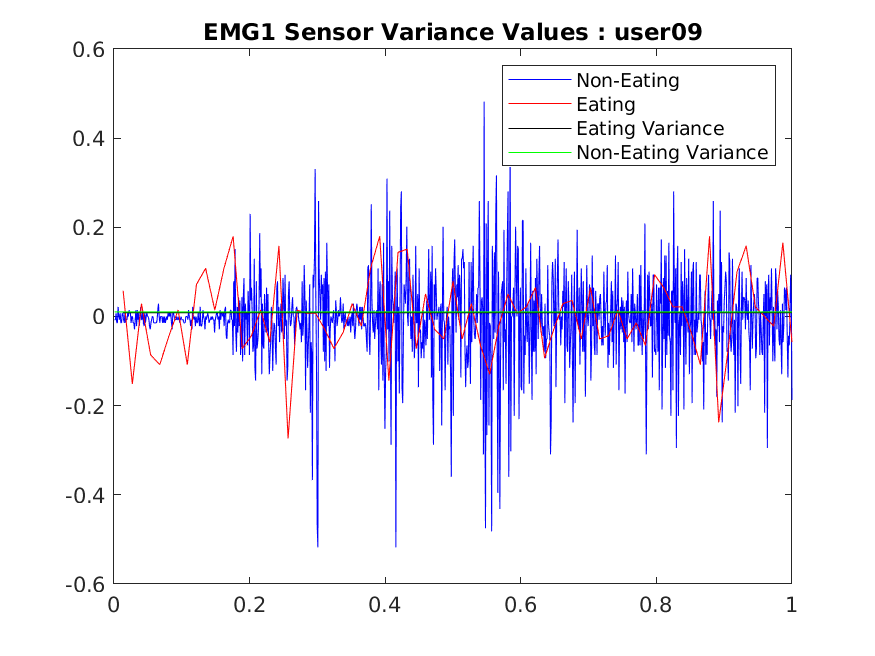 EMG1 Sensor Variance Values : user09
0.6
0.4
0.2
0
-0.2
-0.4
-0.6
Non-Eating
Eating
Eating Variance
Non-Eating Variance
0
0.2
0.4
0.6
0.8
1